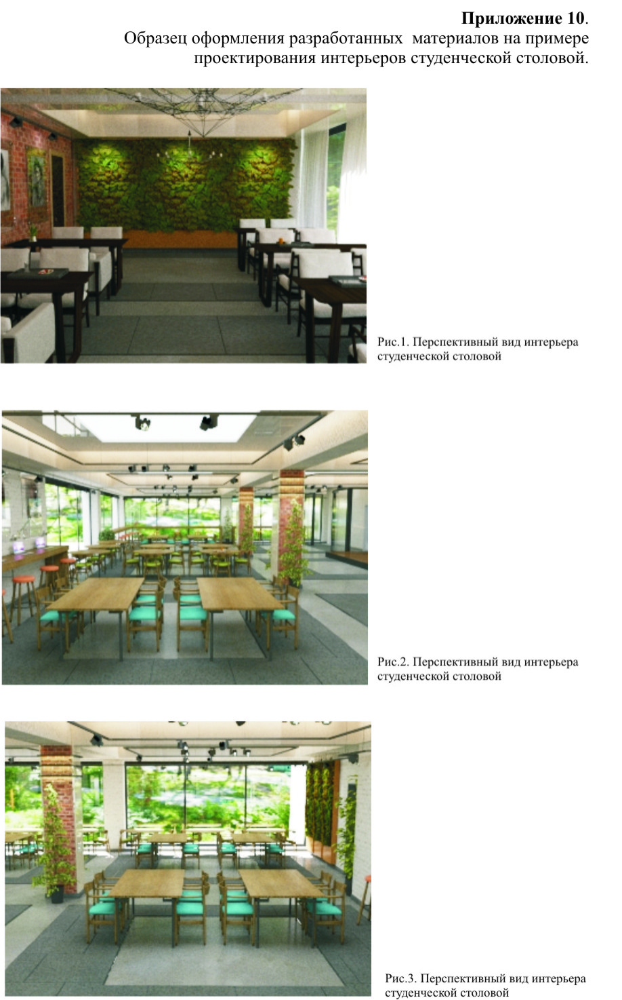 Приложение 10.
Образец оформления разработанных материалов на примере
проектирования интерьеров студенческой столовой.
Рис.1. Перспективный вид интерьера
студенческой столовой
Рис.2. Перспективный вид интерьера
студенческой столовой
Рис.3. Перспективный вид интерьера
студенческой столовой